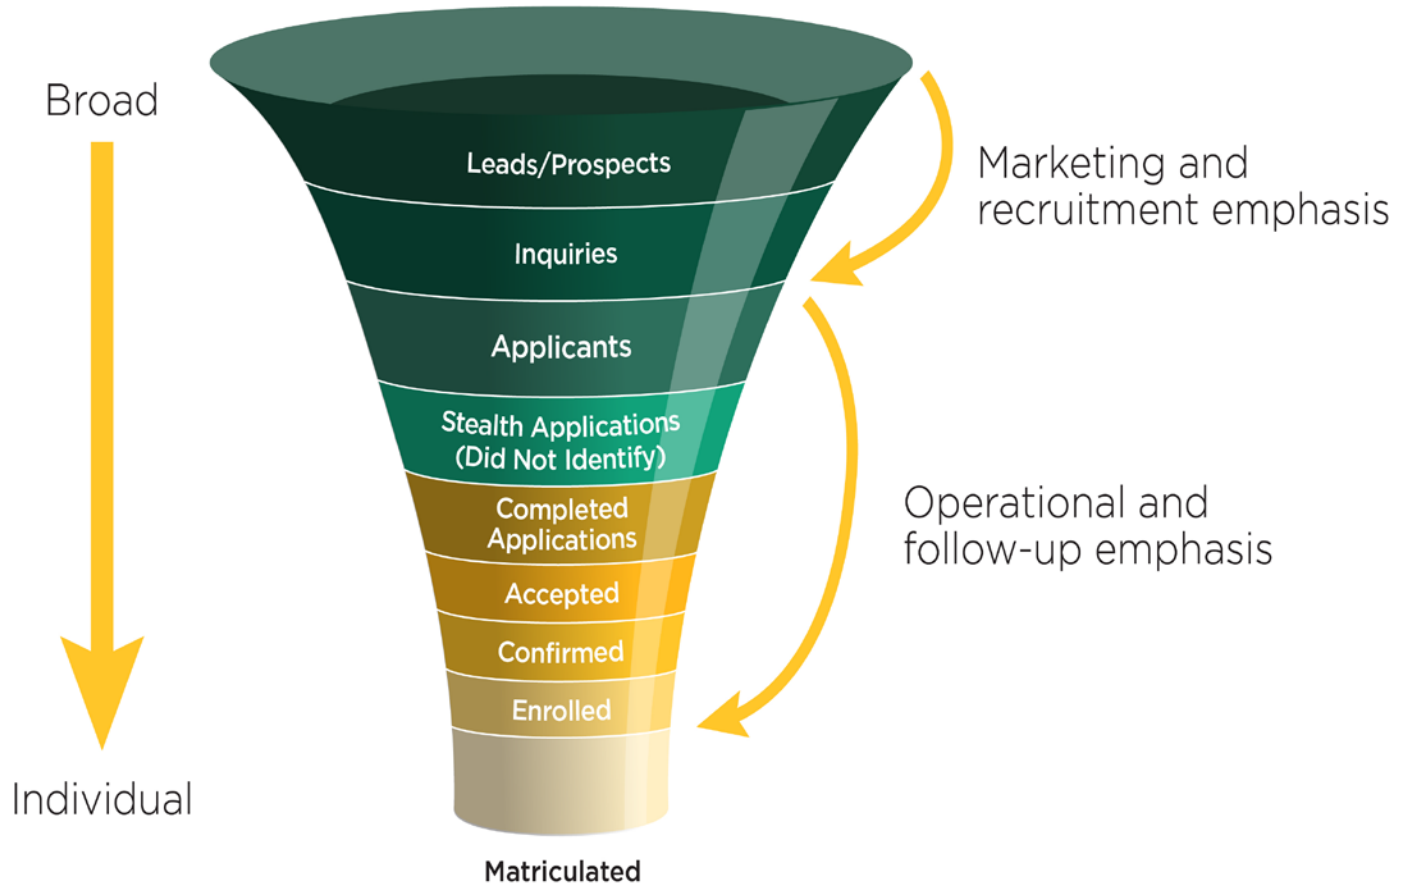 Broad
Leads/Prospects
Marketing and
recruitment emphasis
Inquiries
Applicants
Stealth Applications
(Did Not Identify)
Completed
Applications
Operational and
follow-up emphasis
Accepted
Confirmed
Enrolled
Individual
Matriculated